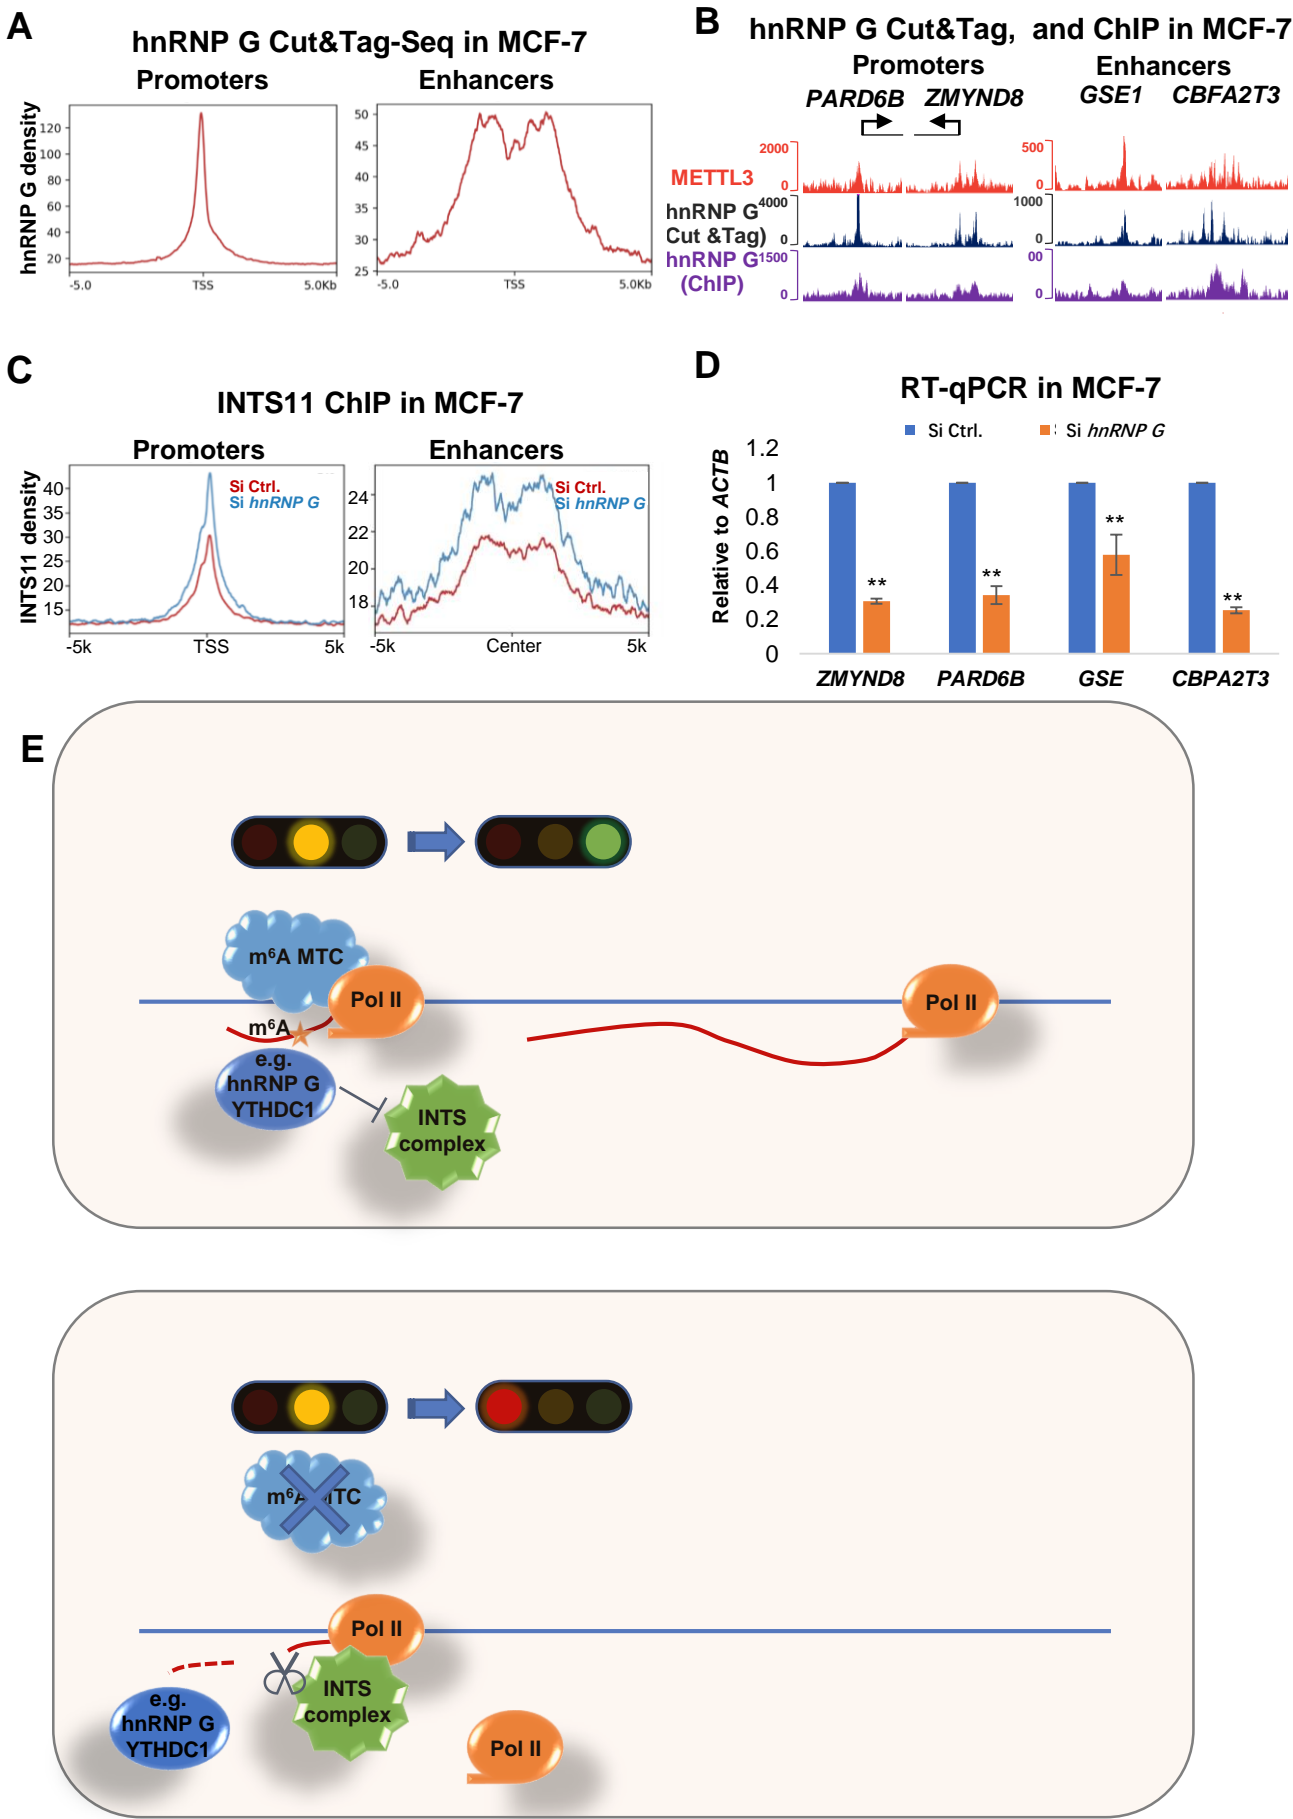 A
hnRNP G Cut&Tag-Seq in MCF-7
Promoters
Enhancers
hnRNP G density
120
100
80
60
40
20
-5.0
TSS
5.0Kb
50
45
40
35
30
25
-5.0
TSS
5.0Kb
B
hnRNP G Cut&Tag, and ChIP in MCF-7
Promoters
Enhancers
PARD6B ZMYND8
GSE1 CBFA2T3
METTL3
2000
0
500
0
hnRNP G
Cut &Tag)
4000
0
1000
0
hnRNP G
(ChIP)
1500
0
00
0
C
INTS11 ChIP in MCF-7
Promoters
Enhancers
INTS11 density
40
35
30
25
20
15
Si Ctrl.
Si hnRNP G
-5k
TSS
5k
24
22
20
18
Si Ctrl.
Si hnRNP G
-5k
Center
5k
D
RT-qPCR in MCF-7
Si Ctrl.
Si hnRNP G
Relative to ACTB
1.2
1
0.8
0.6
0.4
0.2
0
**
**
**
**
ZMYND8
PARD6B
GSE
CBPA2T3
E
m⁶A MTC
Pol II
Pol II
m⁶A
e.g.
hnRNP G
YTHDC1
INTS
complex
m⁶A MTC
Pol II
INTS
complex
e.g.
hnRNP G
YTHDC1
Pol II